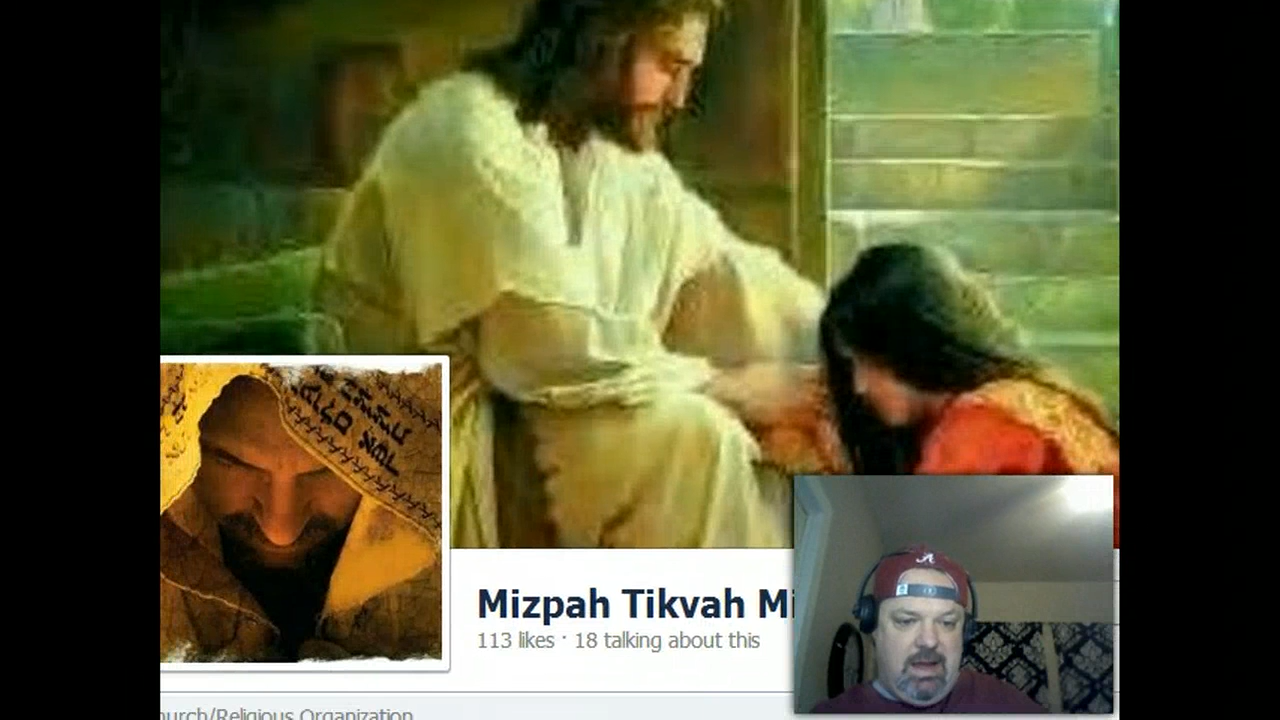 Mizpah Tikvah Mi
113 likes · 18 talking about this
hurch/Religious Organization
A